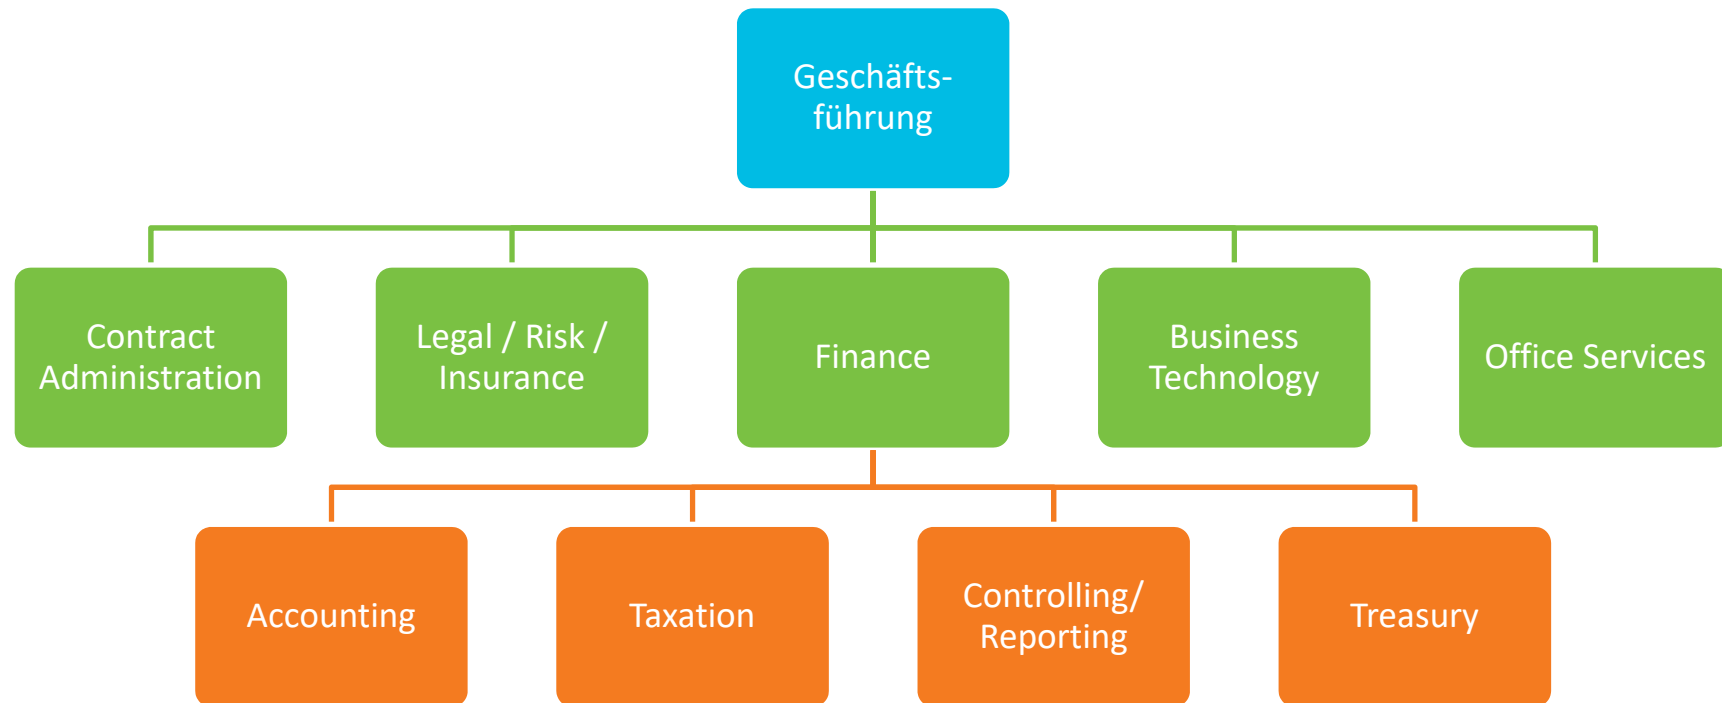 Geschäfts-
führung
Contract
Administration
Legal / Risk /
Insurance
Finance
Business
Technology
Office Services
Accounting
Taxation
Controlling/
Reporting
Treasury